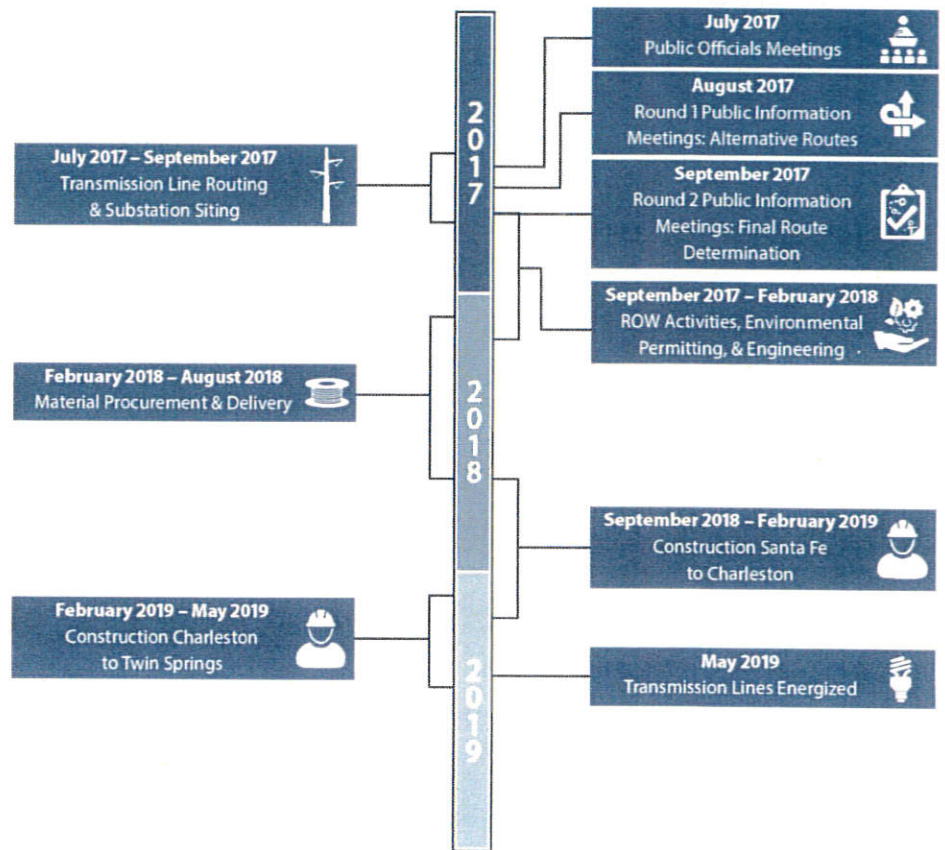 July 2017
Public Officials Meetings
August 2017
Round 1 Public Information
Meetings: Alternative Routes
July 2017 – September 2017
Transmission Line Routing
& Substation Siting
2017
September 2017
Round 2 Public Information
Meetings: Final Route
Determination
September 2017 – February 2018
ROW Activities, Environmental
Permitting, & Engineering
February 2018 – August 2018
Material Procurement & Delivery
2018
September 2018 – February 2019
Construction Santa Fe
to Charleston
February 2019 – May 2019
Construction Charleston
to Twin Springs
2019
May 2019
Transmission Lines Energized